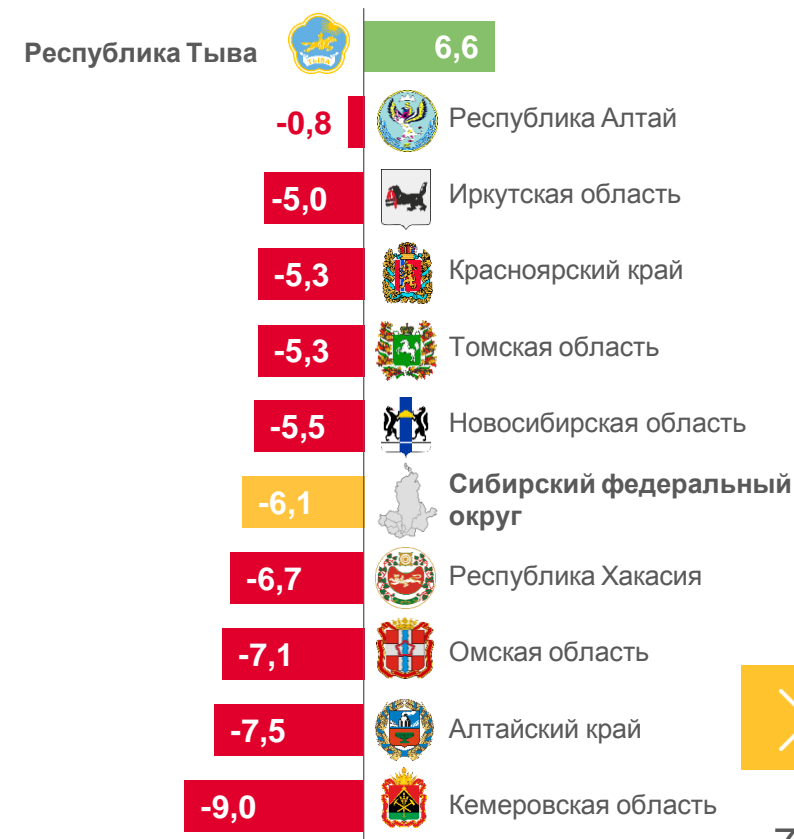 Республика Тыва
ТЫВА
6,6
-0,8
Республика Алтай
-5,0
Иркутская область
-5,3
Красноярский край
-5,3
Томская область
-5,5
Новосибирская область
-6,1
Сибирский федеральный
округ
-6,7
Республика Хакасия
-7,1
Омская область
-7,5
Алтайский край
-9,0
Кемеровская область
7